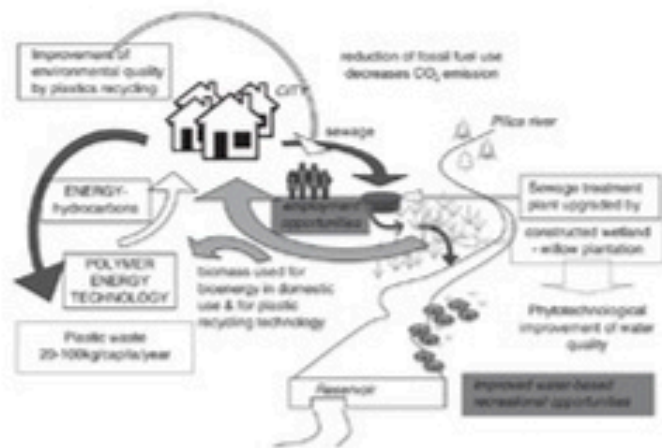 Improvement of
environmental quality
by plastics recycling
CITY
reduction of fossil fuel use
decreases CO₂ emission
sewage
Pilica river
ENERGY-
hydrocarbons
employment
opportunities
Sewage treatment
plant upgraded by
constructed wetland
- willow plantation
POLYMER
ENERGY
TECHNOLOGY
biomass used for
bioenergy in domestic
use & for plastic
recycling technology
Plastic waste
20-100kg/capita/year
Phytotechnological
improvement of water
quality
Reservoir
improved water-based
recreational opportunities